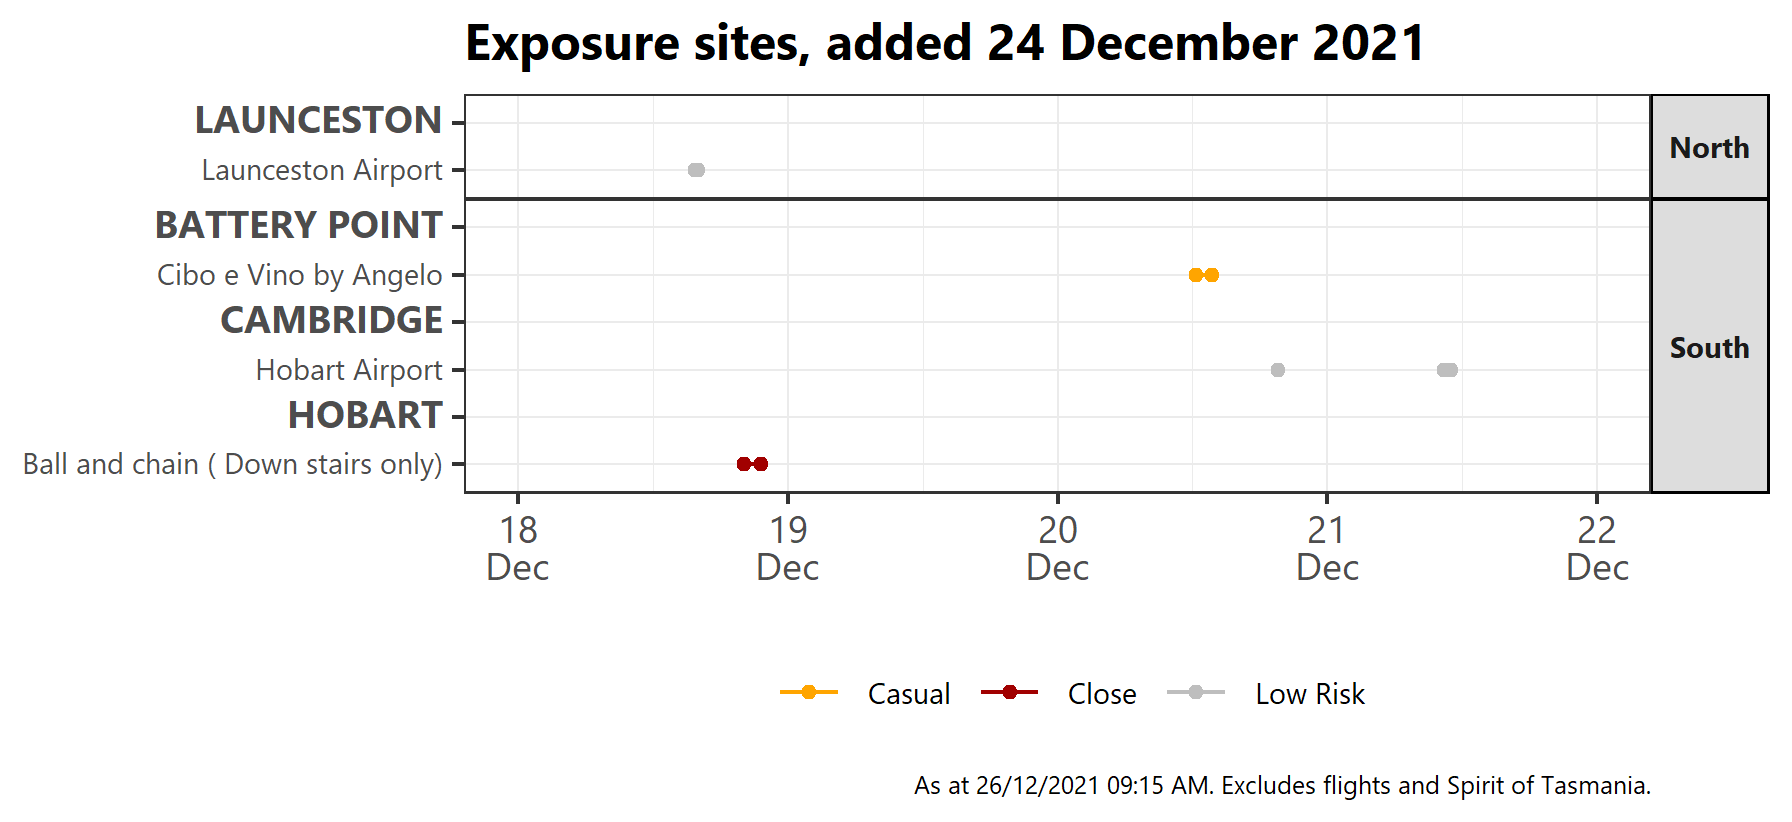 Exposure sites, added 24 December 2021
LAUNCESTON
Launceston Airport
North
BATTERY POINT
Cibo e Vino by Angelo
CAMBRIDGE
Hobart Airport
HOBART
Ball and chain ( Down stairs only)
South
18 Dec
19 Dec
20 Dec
21 Dec
22 Dec
Casual
Close
Low Risk
As at 26/12/2021 09:15 AM. Excludes flights and Spirit of Tasmania.